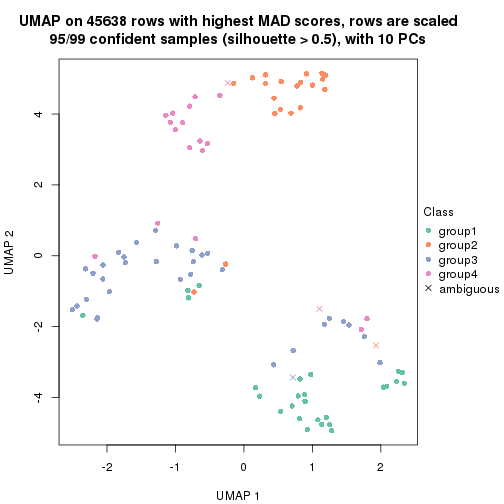 UMAP on 45638 rows with highest MAD scores, rows are scaled
95/99 confident samples (silhouette > 0.5), with 10 PCs
UMAP 2
4
2
0
-2
-4
-2
-1
0
1
2
UMAP 1
Class
group1
group2
group3
group4
ambiguous